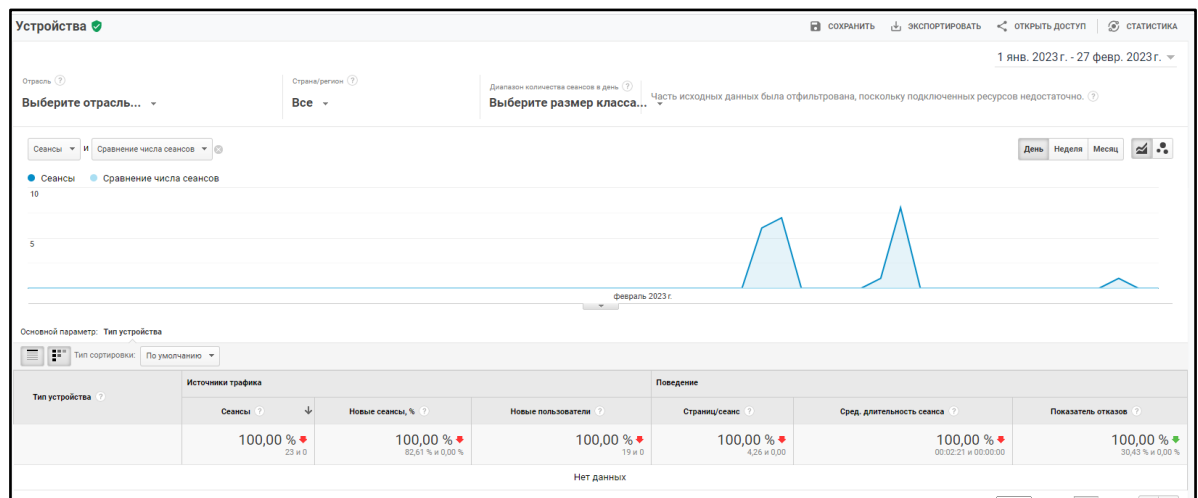 Устройства
СОХРАНИТЬ ЭКСПОРТИРОВАТЬ ОТКРЫТЬ ДОСТУП СТАТИСТИКА
1 янв. 2023 г. - 27 февр. 2023 г.
Отрасль ? Страна/регион ? Диапазон количества сеансов в день ?
Выберите отрасль... Все Выберите размер класса... Часть исходных данных была отфильтрована, поскольку подключенных ресурсов недостаточно. ?
Сеансы и Сравнение числа сеансов День Неделя Месяц
Сеансы Сравнение числа сеансов
10
5
февраль 2023 г.
Основной параметр: Тип устройства
Тип сортировки: По умолчанию
Тип устройства ? Источники трафика Поведение
Сеансы ? Новые сеансы, % ? Новые пользователи ? Страниц/сеанс ? Сред. длительность сеанса ? Показатель отказов ?
100,00 % 100,00 % 100,00 % 100,00 % 100,00 % 100,00 %
23 и 0 82,61 % и 0,00 % 19 и 0 4,26 и 0,00 00:02:21 и 00:00:00 30,43 % и 0,00 %
Нет данных